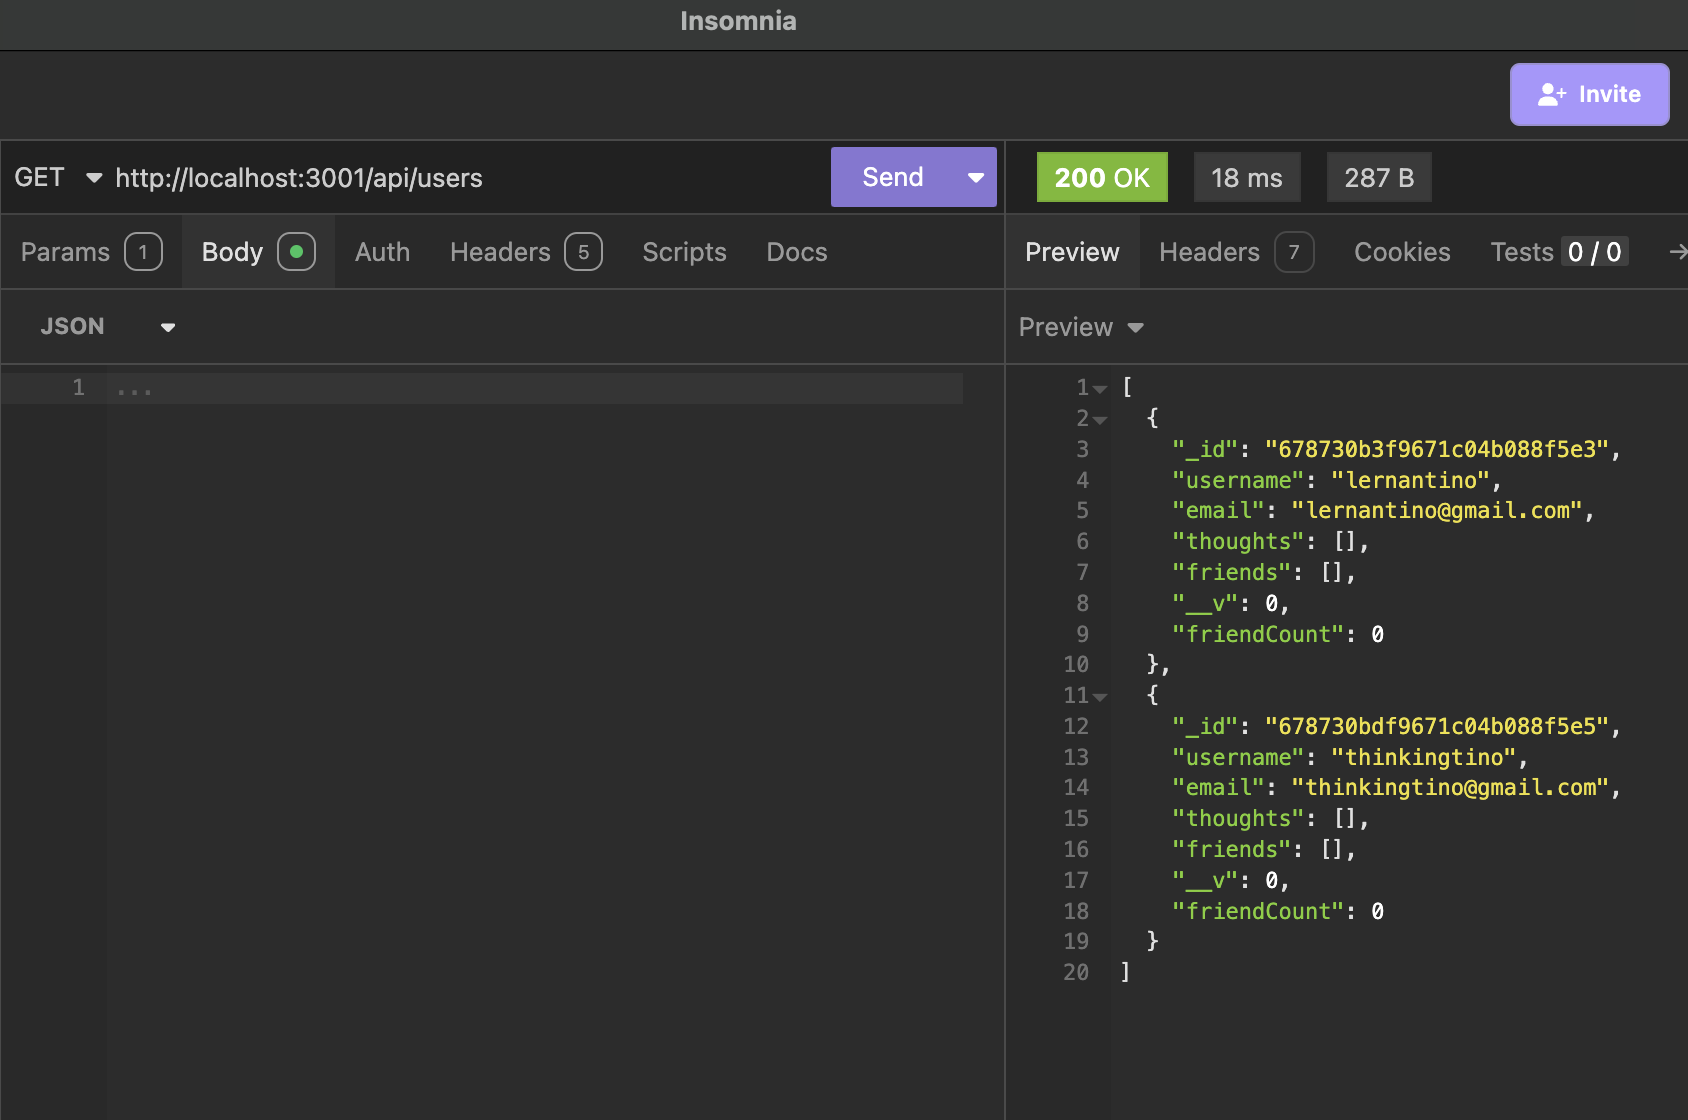 Insomnia
Invite
GET http://localhost:3001/api/users Send 200 OK 18 ms 287 B
Params 1 Body Auth Headers 5 Scripts Docs
Preview Headers 7 Cookies Tests 0 / 0
JSON
Preview
1 ...
1 [
2 {
3 "_id": "678730b3f9671c04b088f5e3",
4 "username": "lernantino",
5 "email": "lernantino@gmail.com",
6 "thoughts": [],
7 "friends": [],
8 "__v": 0,
9 "friendCount": 0
10 },
11 {
12 "_id": "678730bdf9671c04b088f5e5",
13 "username": "thinkingtino",
14 "email": "thinkingtino@gmail.com",
15 "thoughts": [],
16 "friends": [],
17 "__v": 0,
18 "friendCount": 0
19 }
20 ]